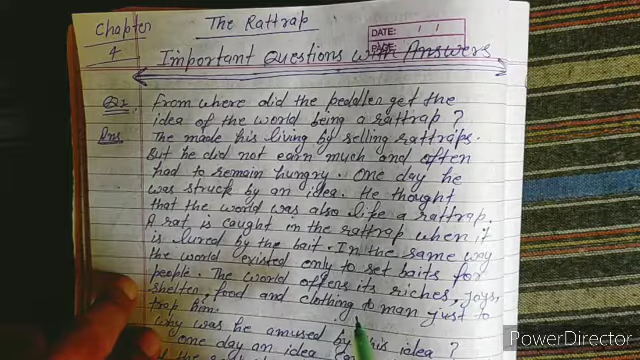 Chapter
4
The Rattrap
DATE: / /
PAGE:
Important Questions with Answers
Q1. From where did the peddler get the
idea of the world being a rattrap?
Ans. The made his living by selling rattraps.
But he did not earn much and often
had to remain hungry. One day he
was struck by an idea. He thought
that the world was also like a rattrap.
A rat is caught in the rattrap when it
is lured by the bait. In the same way
the world existed only to set baits for
people. The world offers its riches, joys,
shelter, food and clothing to man just to
trap him.
Why was he amused by this idea?
one day an idea
PowerDirector